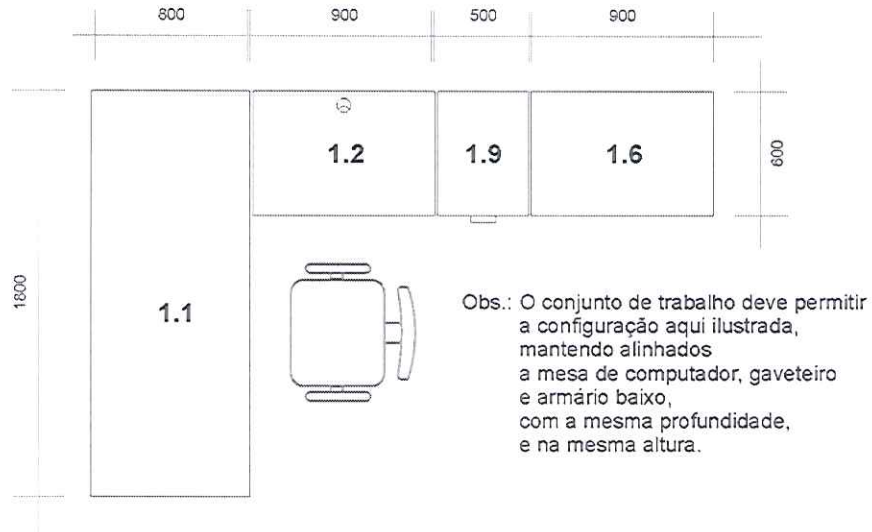 800 900 500 900
1.2 1.9 1.6
600
1800
1.1
Obs.: O conjunto de trabalho deve permitir
a configuração aqui ilustrada,
mantendo alinhados
a mesa de computador, gaveteiro
e armário baixo,
com a mesma profundidade,
e na mesma altura.